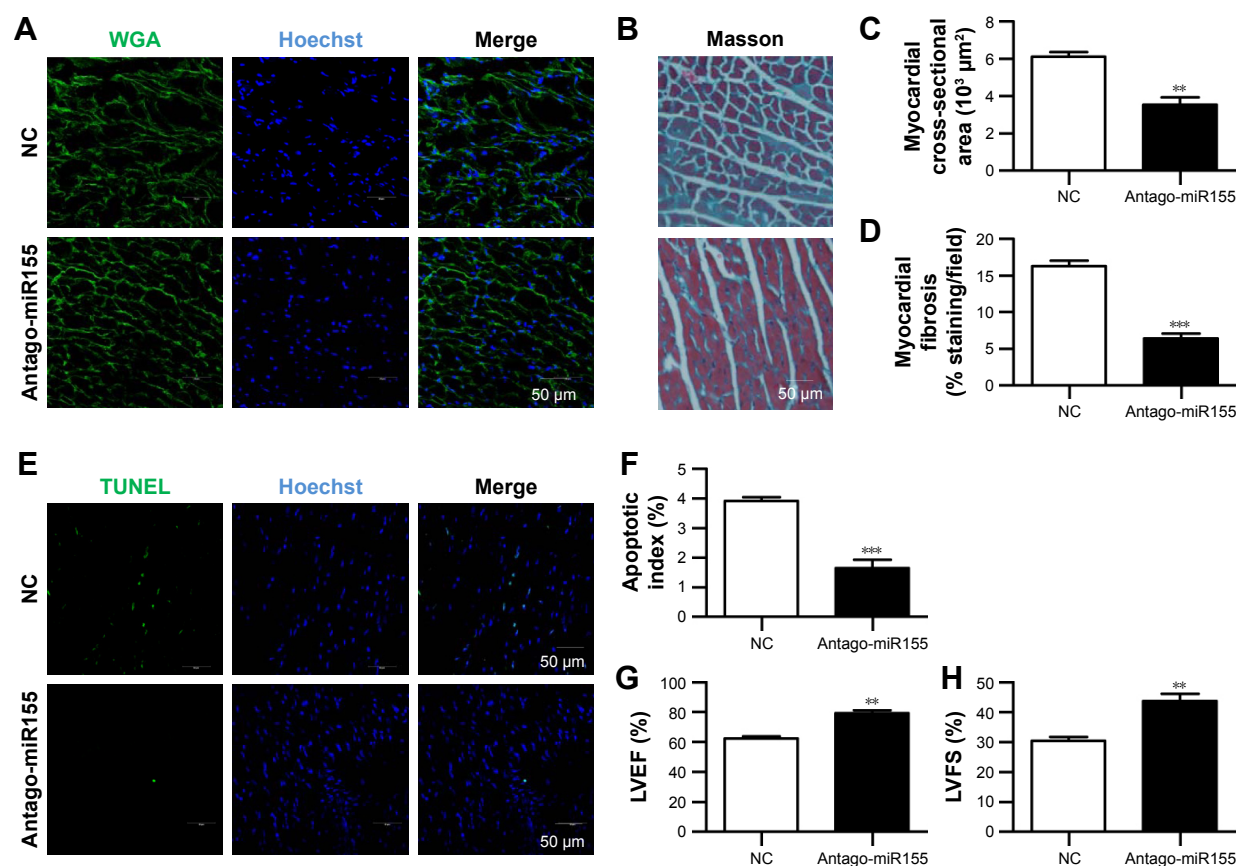 A
WGA
Hoechst
Merge
NC
Antago-miR155
50 µm
B
Masson
50 µm
C
Myocardial
cross-sectional
area (10³ µm²)
8
6
4
2
0
**
NC
Antago-miR155
D
Myocardial
fibrosis
(% staining/field)
20
15
10
5
0
***
NC
Antago-miR155
E
TUNEL
Hoechst
Merge
NC
50 µm
Antago-miR155
50 µm
F
Apoptotic
index (%)
5
4
3
2
1
0
***
NC
Antago-miR155
G
LVEF (%)
100
80
60
40
20
0
**
NC
Antago-miR155
H
LVFS (%)
50
40
30
20
10
0
**
NC
Antago-miR155